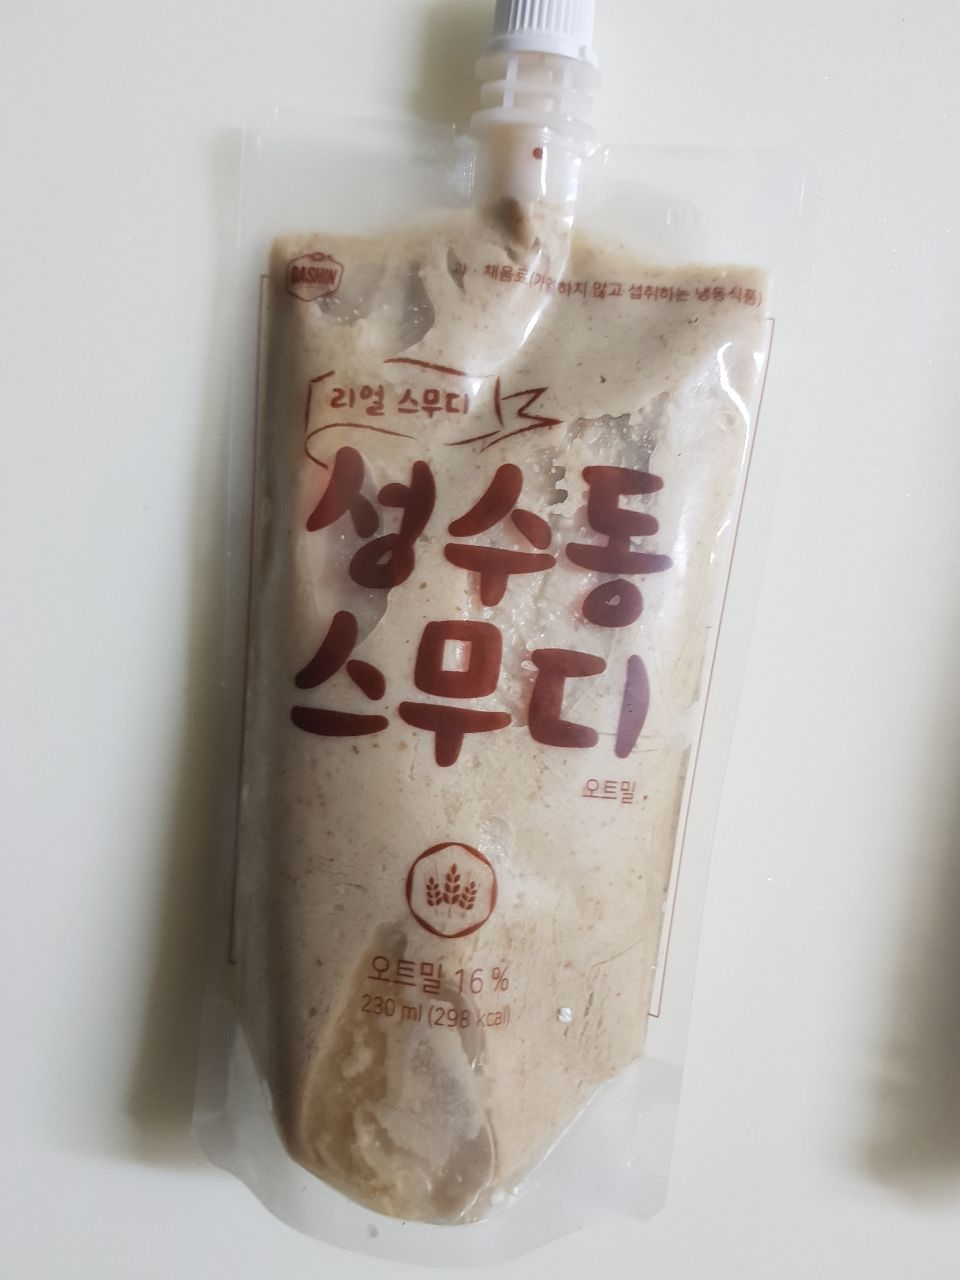 DASHIN
과·채음료(가열하지 않고 섭취하는 냉동식품)
리얼 스무디
성수동
스무디
오트밀
오트밀 16 %
230 ml (298 kcal)